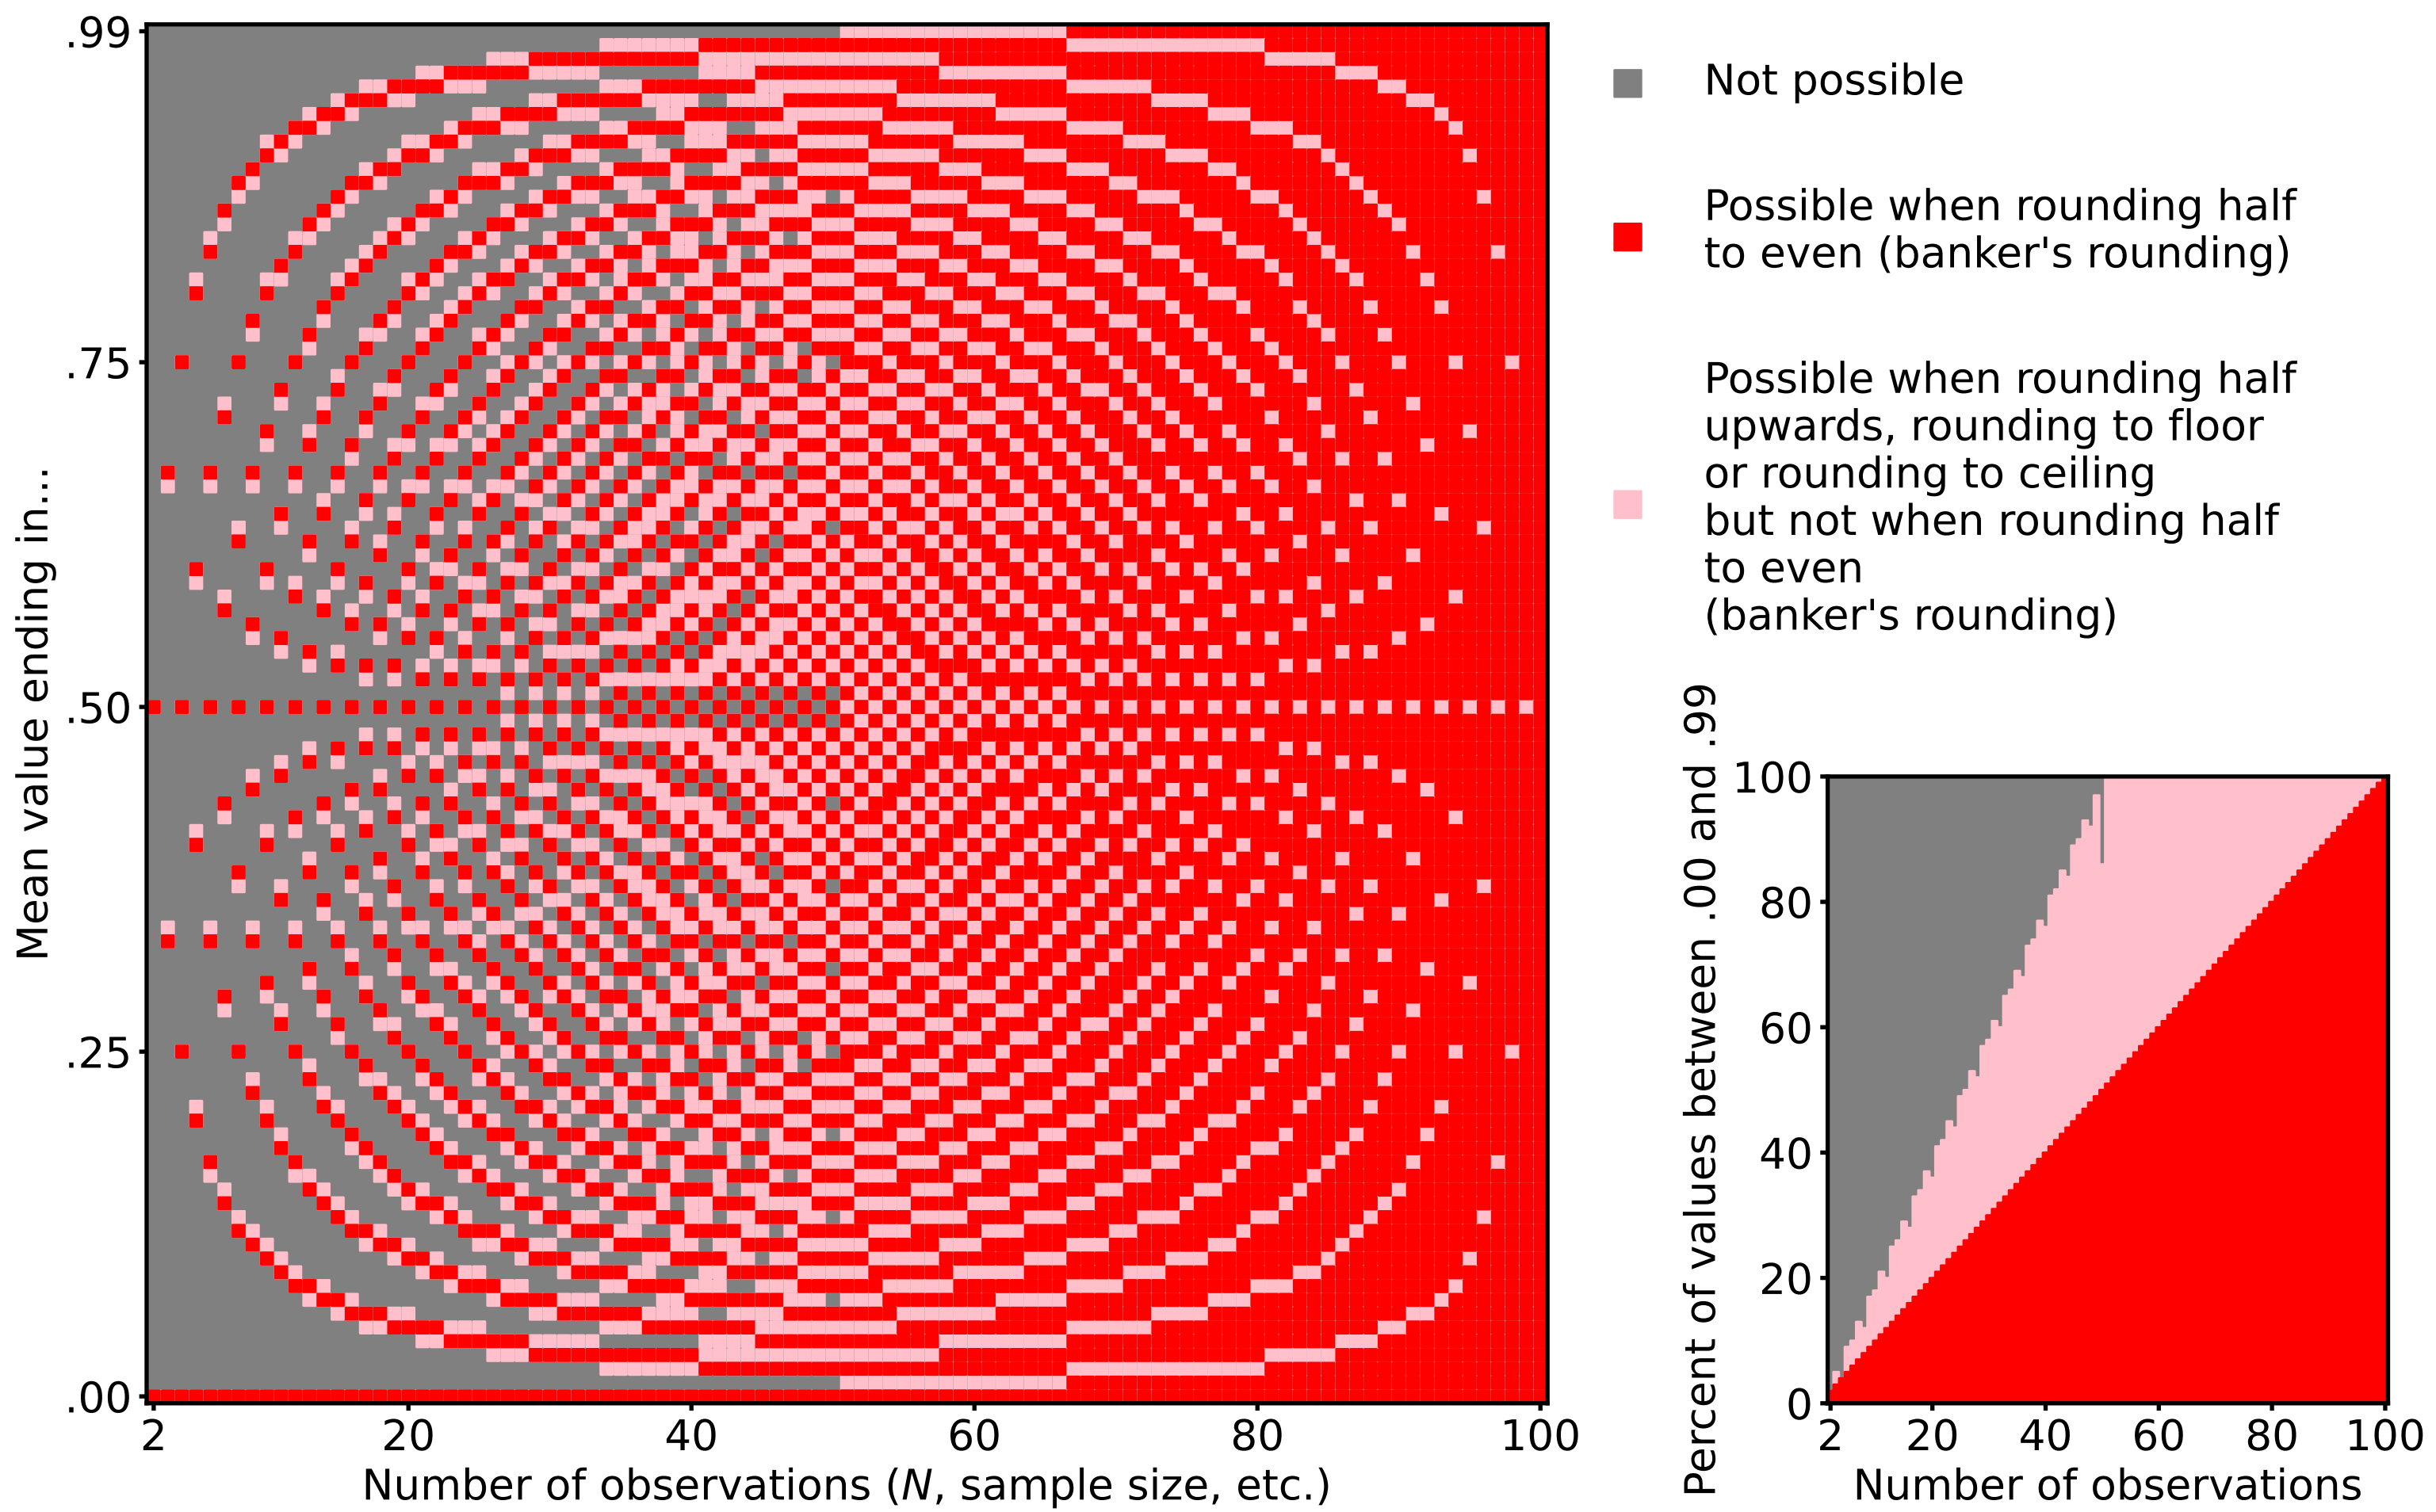 .99
.75
.50
.25
.00
Mean value ending in...
2
20
40
60
80
100
Number of observations (N, sample size, etc.)
Not possible
Possible when rounding half
to even (banker's rounding)
Possible when rounding half
upwards, rounding to floor
or rounding to ceiling
but not when rounding half
to even
(banker's rounding)
Percent of values between .00 and .99
100
80
60
40
20
0
2
20
40
60
80
100
Number of observations